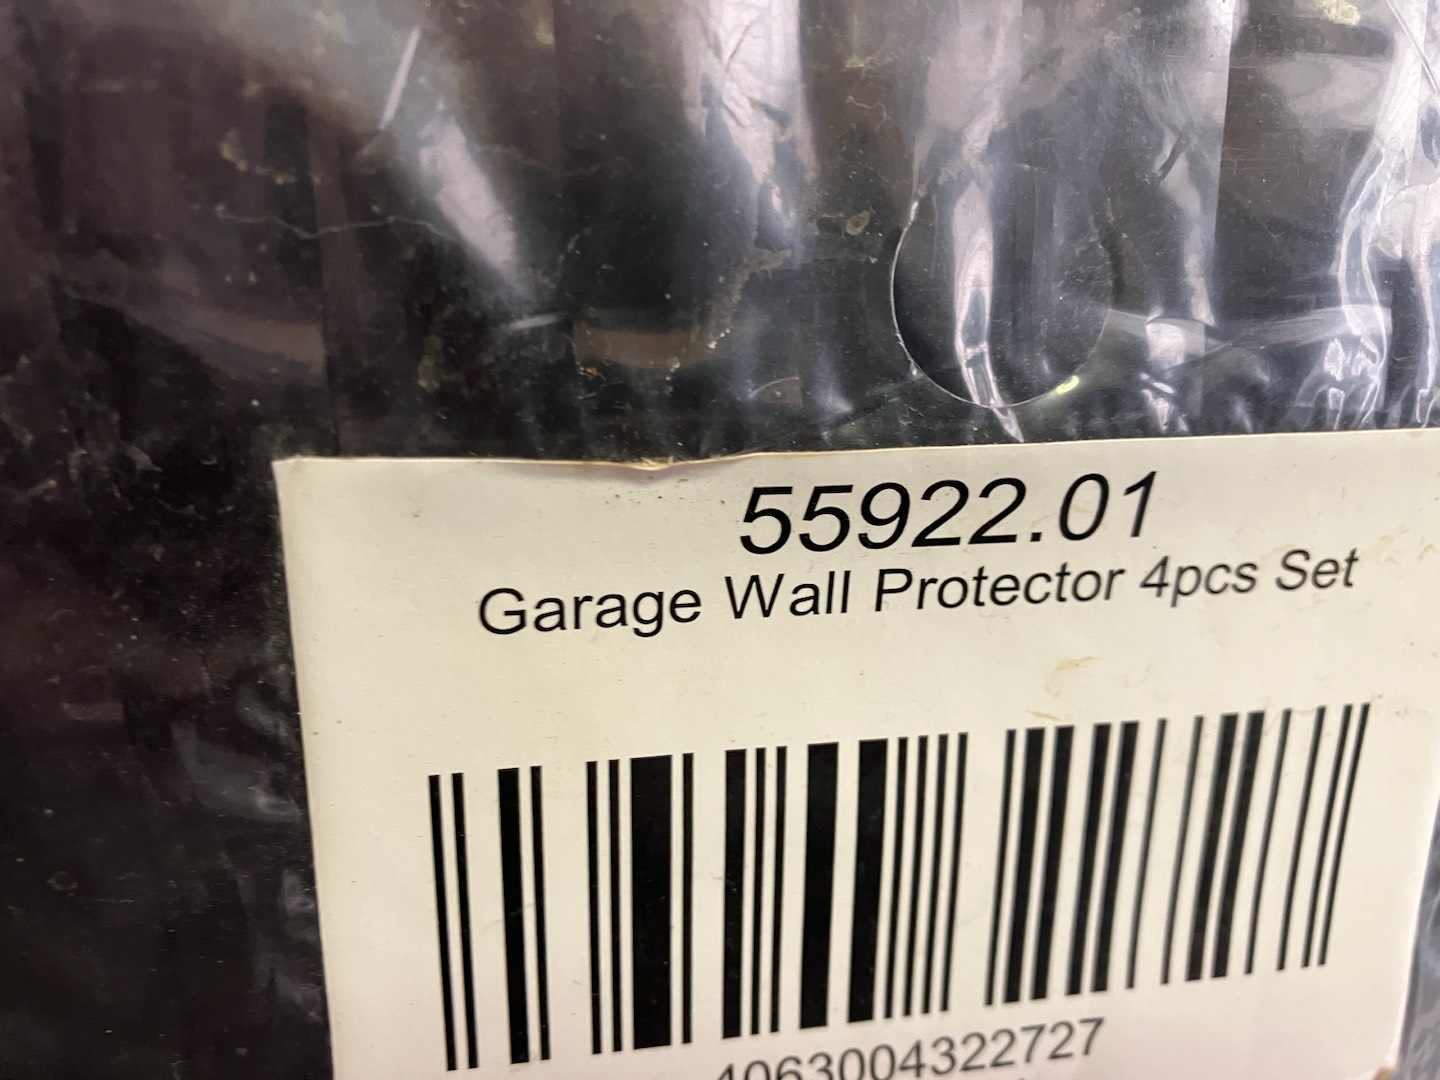 55922.01
Garage Wall Protector 4pcs Set
4063004322727